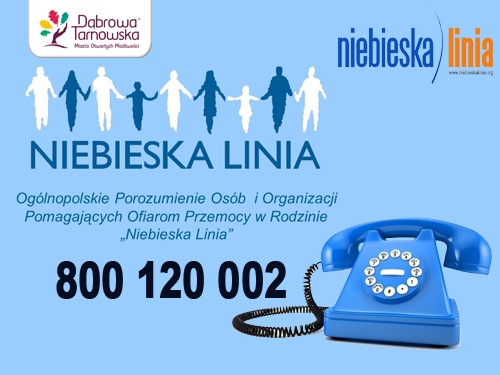 Dąbrowa
Tarnowska
Miasto Otwartych Możliwości
niebieska linia
www.niebieskalinia.org
NIEBIESKA LINIA
Ogólnopolskie Porozumienie Osób i Organizacji
Pomagających Ofiarom Przemocy w Rodzinie
„Niebieska Linia”
800 120 002